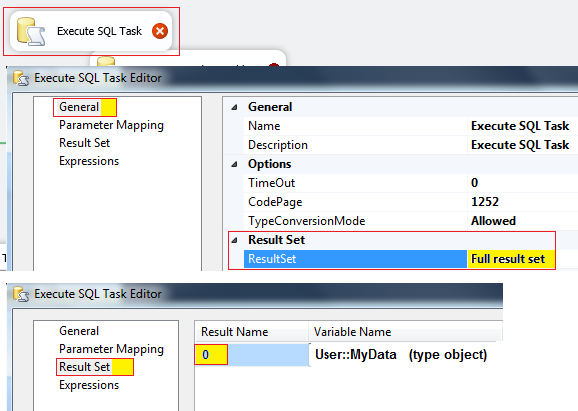 Execute SQL Task
Execute SQL Task Editor
General
Parameter Mapping
Result Set
Expressions
General
Name Execute SQL Task
Description Execute SQL Task
Options
TimeOut 0
CodePage 1252
TypeConversionMode Allowed
Result Set
ResultSet Full result set
Execute SQL Task Editor
General
Parameter Mapping
Result Set
Expressions
Result Name Variable Name
0 User::MyData (type object)